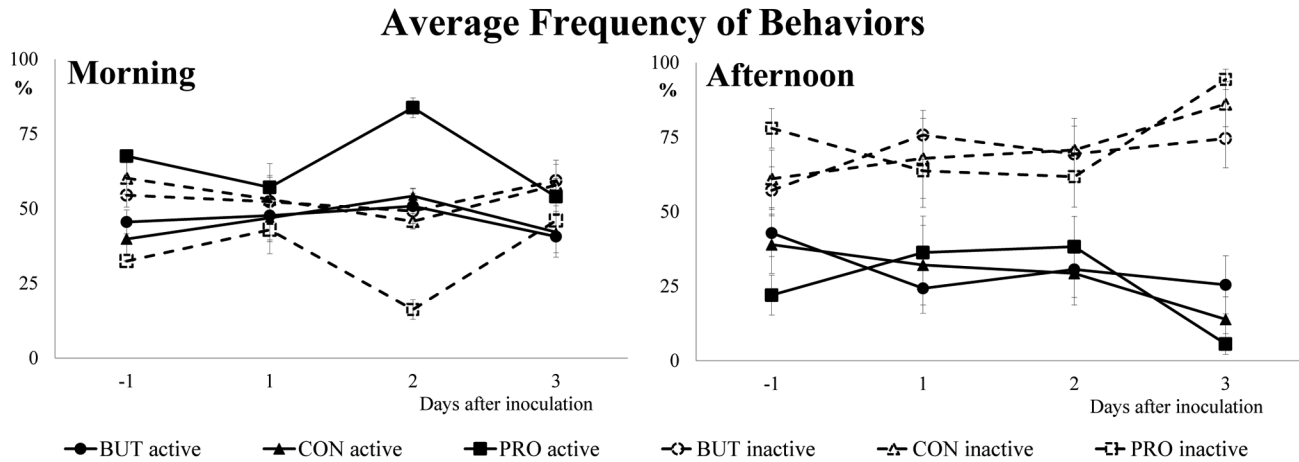 Average Frequency of Behaviors
Morning
100
%
75
50
25
0
-1 1 2 3
Days after inoculation
Afternoon
100
%
75
50
25
0
-1 1 2 3
Days after inoculation
BUT active CON active PRO active BUT inactive CON inactive PRO inactive